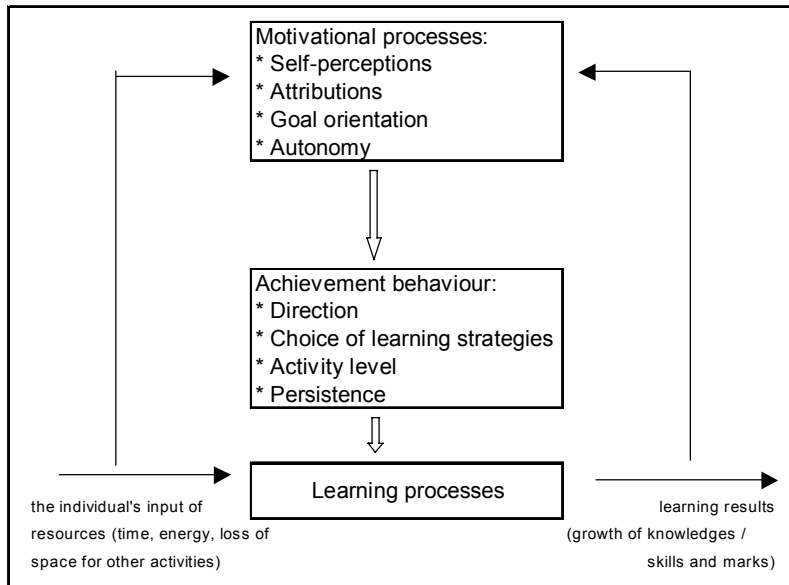 Motivational processes:
* Self-perceptions
* Attributions
* Goal orientation
* Autonomy
Achievement behaviour:
* Direction
* Choice of learning strategies
* Activity level
* Persistence
Learning processes
the individual's input of
resources (time, energy, loss of
space for other activities)
learning results
(growth of knowledges /
skills and marks)